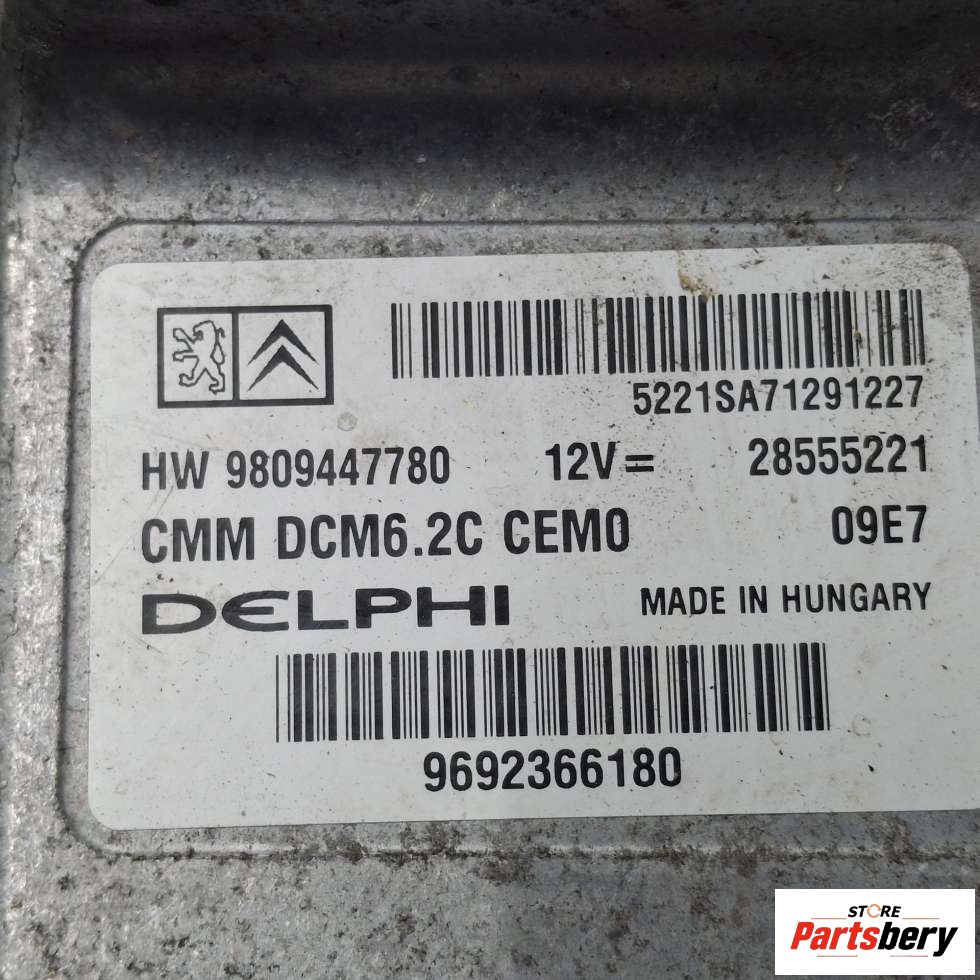 5221SA71291227
HW 9809447780 12V= 28555221
CMM DCM6.2C CEM0 09E7
DELPHI MADE IN HUNGARY
9692366180
STORE
Partsbery